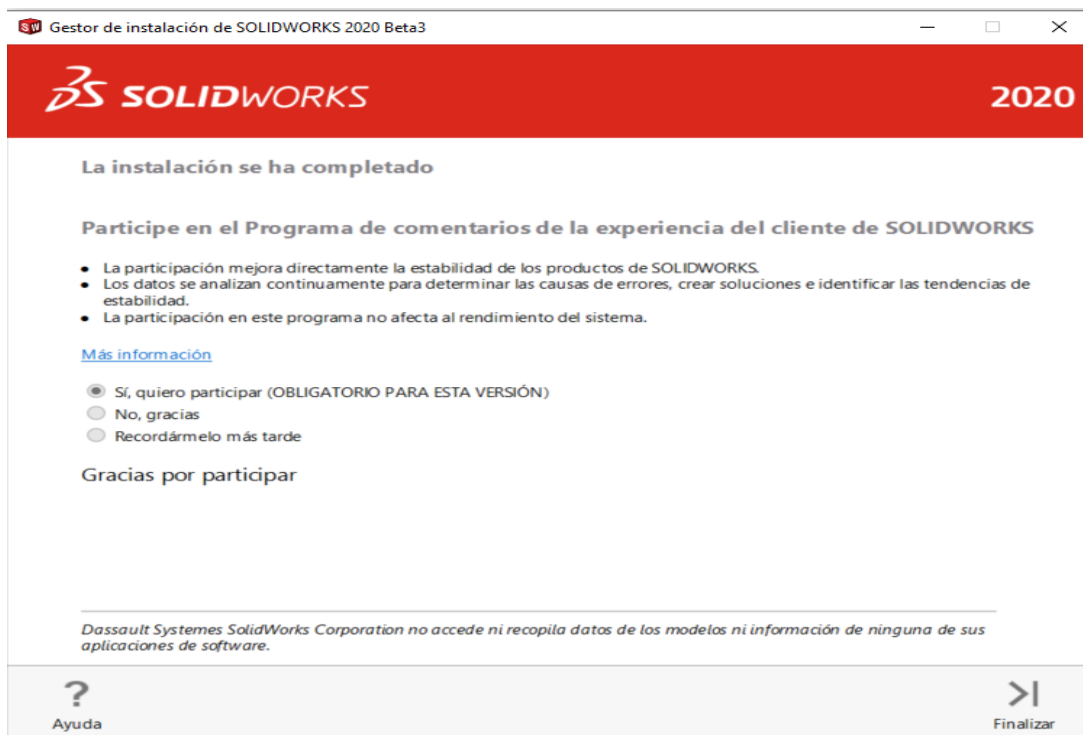 Gestor de instalación de SOLIDWORKS 2020 Beta3
SOLIDWORKS
2020
La instalación se ha completado
Participe en el Programa de comentarios de la experiencia del cliente de SOLIDWORKS
La participación mejora directamente la estabilidad de los productos de SOLIDWORKS.
Los datos se analizan continuamente para determinar las causas de errores, crear soluciones e identificar las tendencias de
estabilidad.
La participación en este programa no afecta al rendimiento del sistema.
Más información
Sí, quiero participar (OBLIGATORIO PARA ESTA VERSIÓN)
No, gracias
Recordármelo más tarde
Gracias por participar
Dassault Systemes SolidWorks Corporation no accede ni recopila datos de los modelos ni información de ninguna de sus
aplicaciones de software.
?
Ayuda
Finalizar